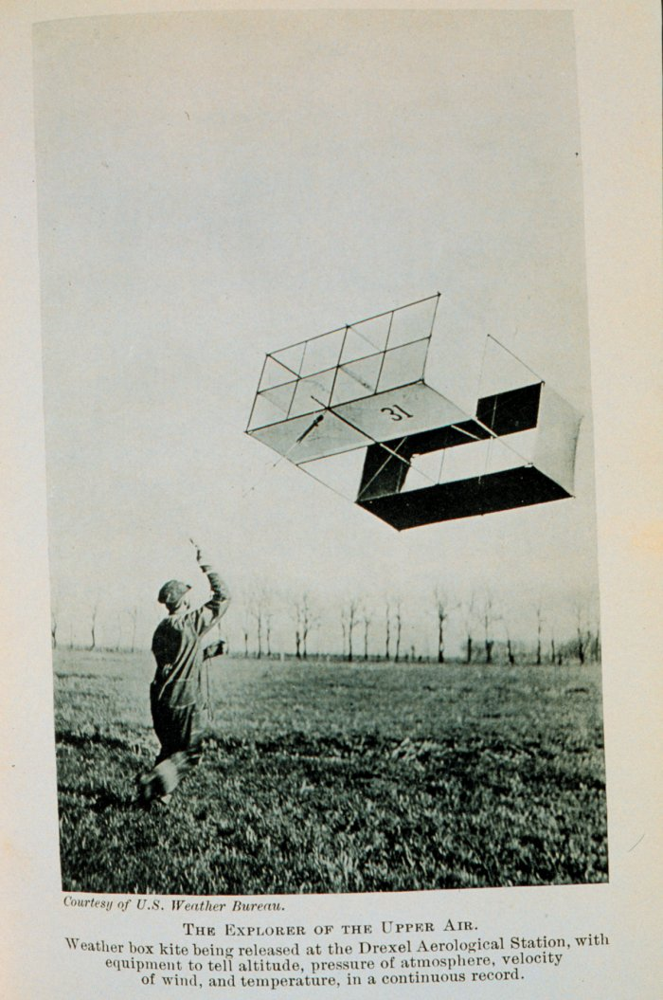 31
Courtesy of U.S. Weather Bureau.
The Explorer of the Upper Air.
Weather box kite being released at the Drexel Aerological Station, with
equipment to tell altitude, pressure of atmosphere, velocity
of wind, and temperature, in a continuous record.